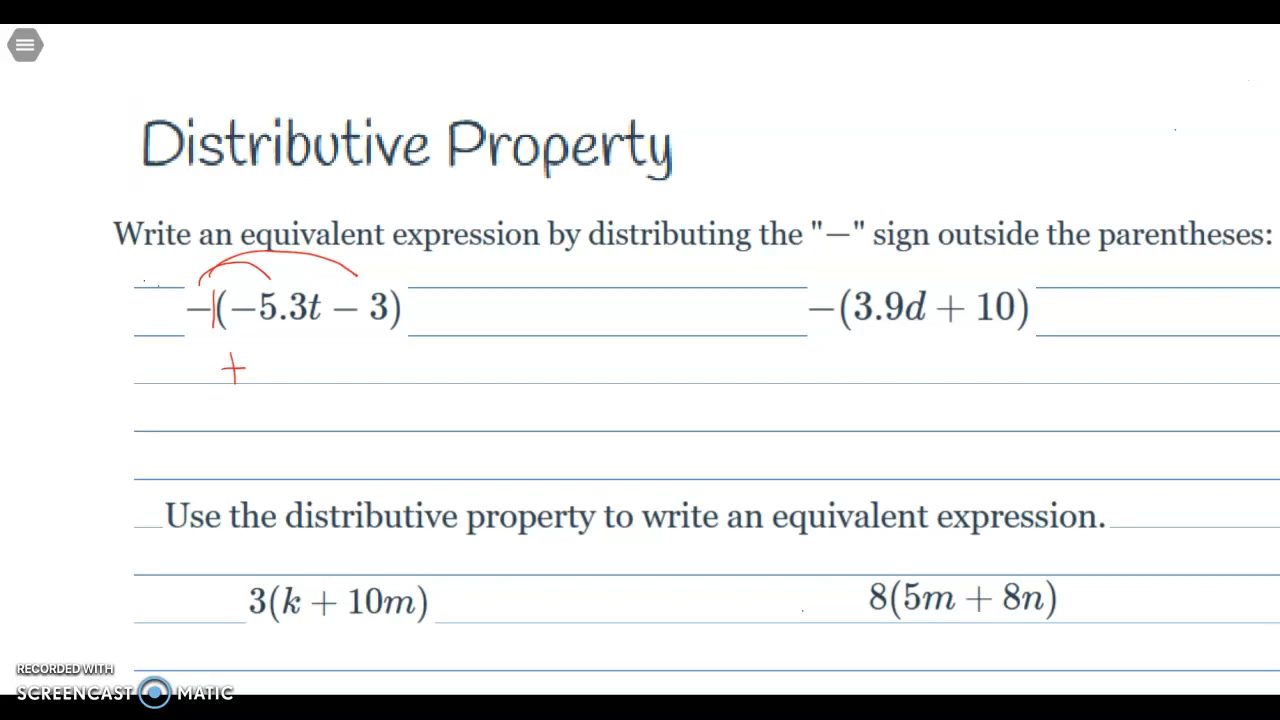 Distributive Property
Write an equivalent expression by distributing the "−" sign outside the parentheses:
−1(−5.3t − 3) −(3.9d + 10)
+
Use the distributive property to write an equivalent expression.
3(k + 10m) 8(5m + 8n)
RECORDED WITH
SCREENCAST MATIC